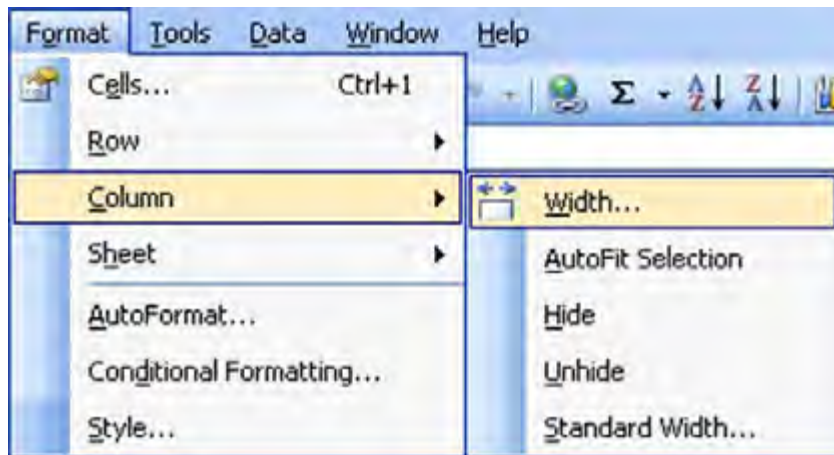 Format Tools Data Window Help
Cells... Ctrl+1
Row
Column
Sheet
AutoFormat...
Conditional Formatting...
Style...
Width...
AutoFit Selection
Hide
Unhide
Standard Width...